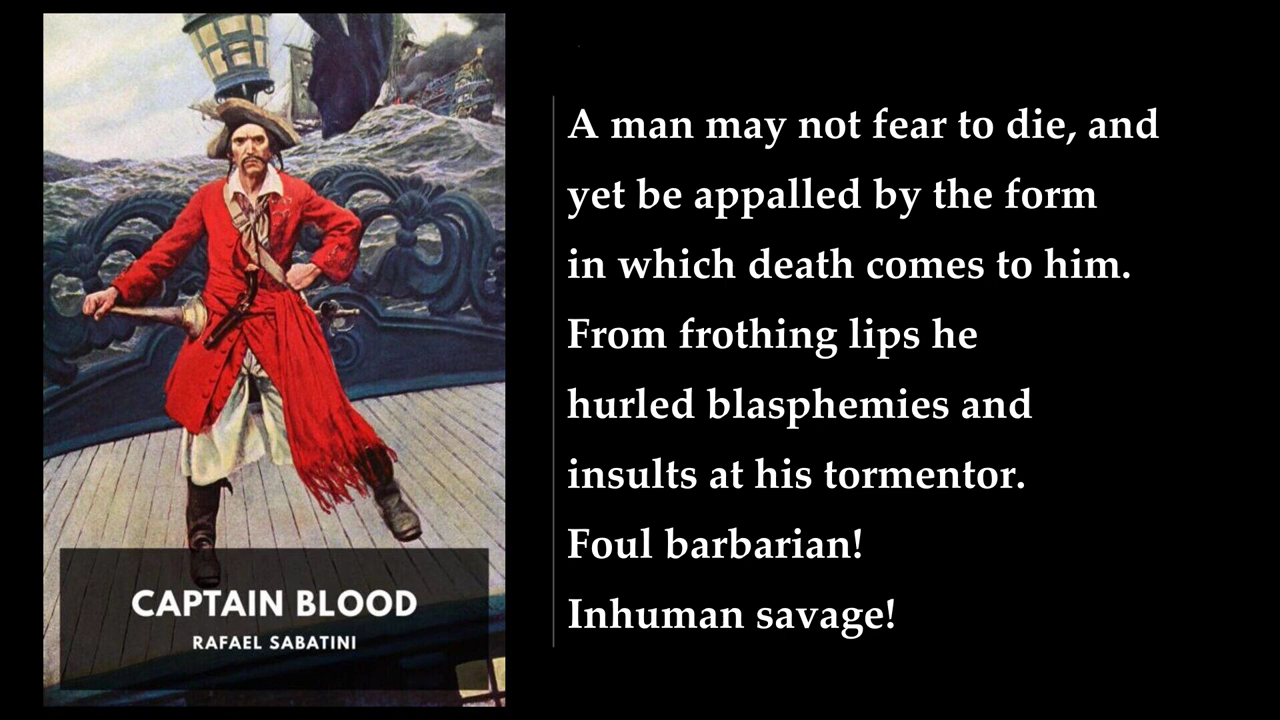 CAPTAIN BLOOD
RAFAEL SABATINI
A man may not fear to die, and
yet be appalled by the form
in which death comes to him.
From frothing lips he
hurled blasphemies and
insults at his tormentor.
Foul barbarian!
Inhuman savage!